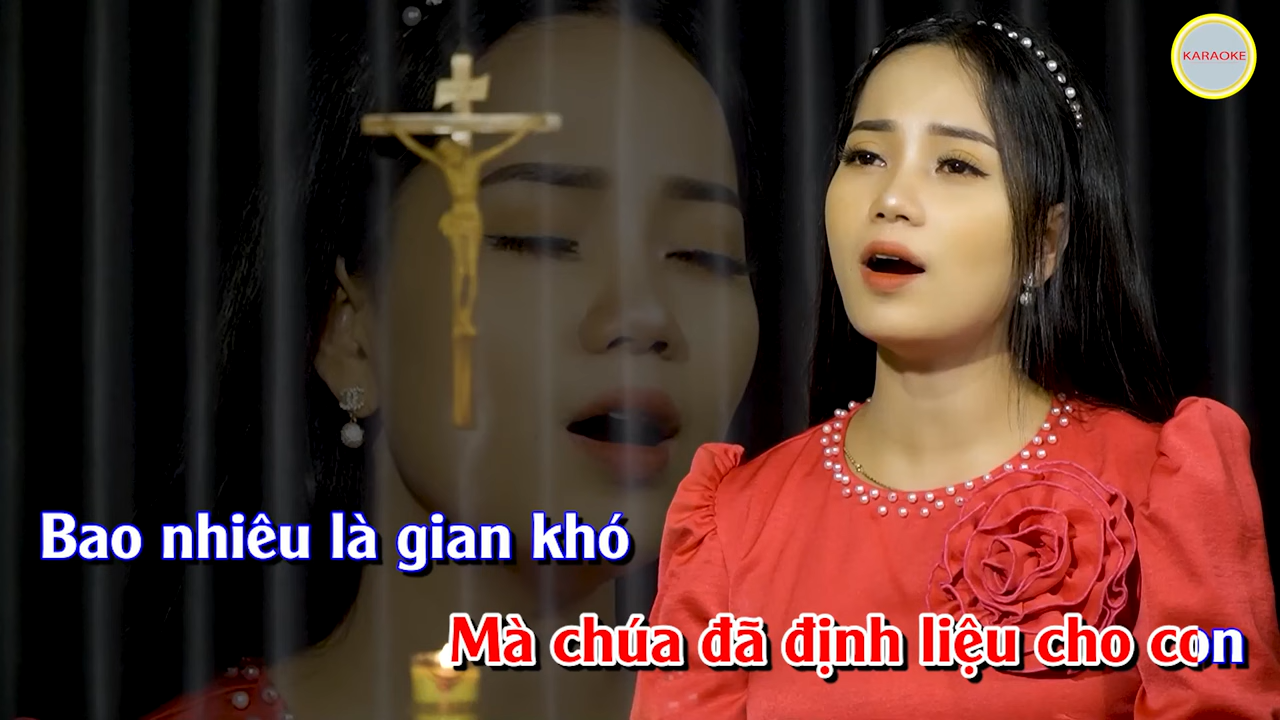 KARAOKE
Bao nhiêu là gian khó
Mà chúa đã định liệu cho con